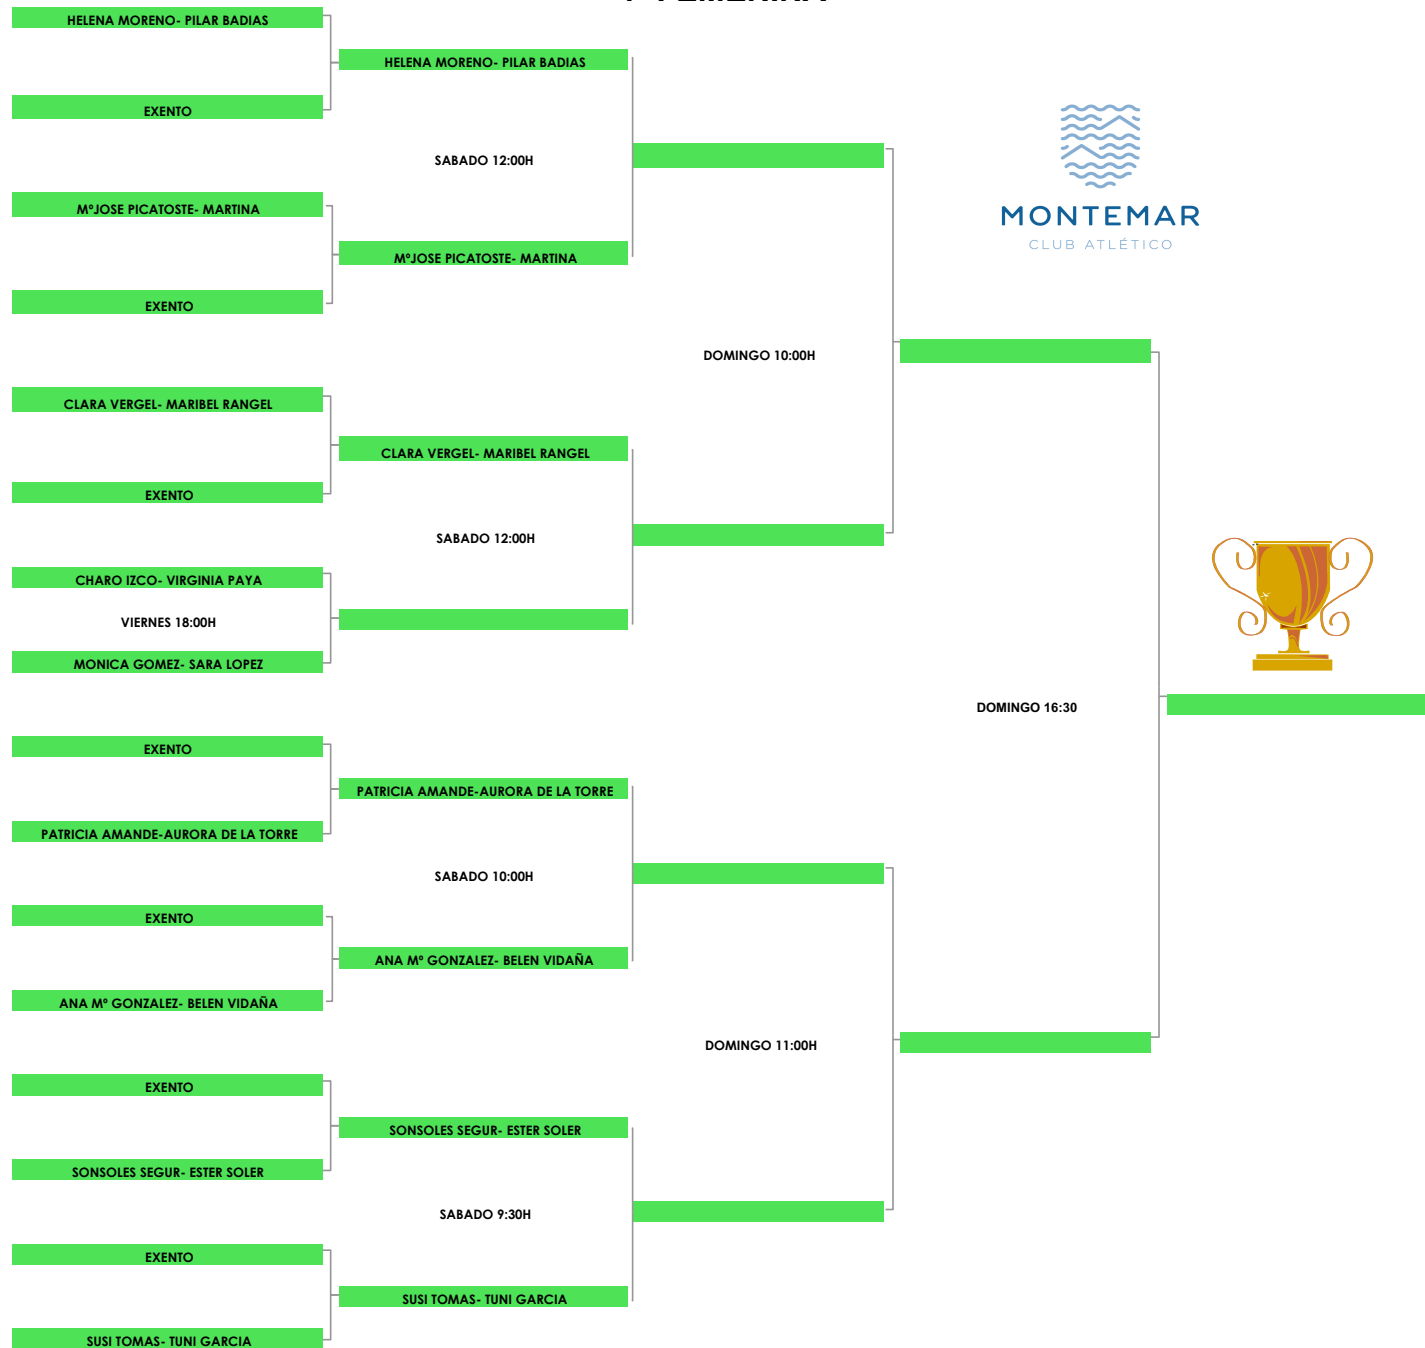 HELENA MORENO- PILAR BADIAS
HELENA MORENO- PILAR BADIAS
EXENTO
SABADO 12:00H
MºJOSE PICATOSTE- MARTINA
MºJOSE PICATOSTE- MARTINA
EXENTO
MONTEMAR
CLUB ATLÉTICO
DOMINGO 10:00H
CLARA VERGEL- MARIBEL RANGEL
CLARA VERGEL- MARIBEL RANGEL
EXENTO
SABADO 12:00H
CHARO IZCO- VIRGINIA PAYA
VIERNES 18:00H
MONICA GOMEZ- SARA LOPEZ
DOMINGO 16:30
EXENTO
PATRICIA AMANDE-AURORA DE LA TORRE
PATRICIA AMANDE-AURORA DE LA TORRE
SABADO 10:00H
EXENTO
ANA Mº GONZALEZ- BELEN VIDAÑA
ANA Mº GONZALEZ- BELEN VIDAÑA
DOMINGO 11:00H
EXENTO
SONSOLES SEGUR- ESTER SOLER
SONSOLES SEGUR- ESTER SOLER
SABADO 9:30H
EXENTO
SUSI TOMAS- TUNI GARCIA
SUSI TOMAS- TUNI GARCIA